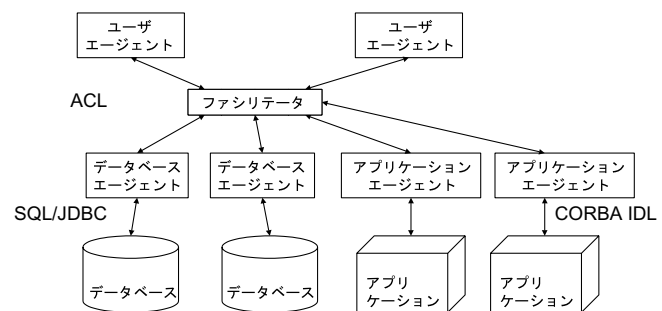 ユーザ
エージェント
ユーザ
エージェント
ACL
ファシリテータ
データベース
エージェント
データベース
エージェント
アプリケーション
エージェント
アプリケーション
エージェント
SQL/JDBC
CORBA IDL
データベース
データベース
アプリ
ケーション
アプリ
ケーション